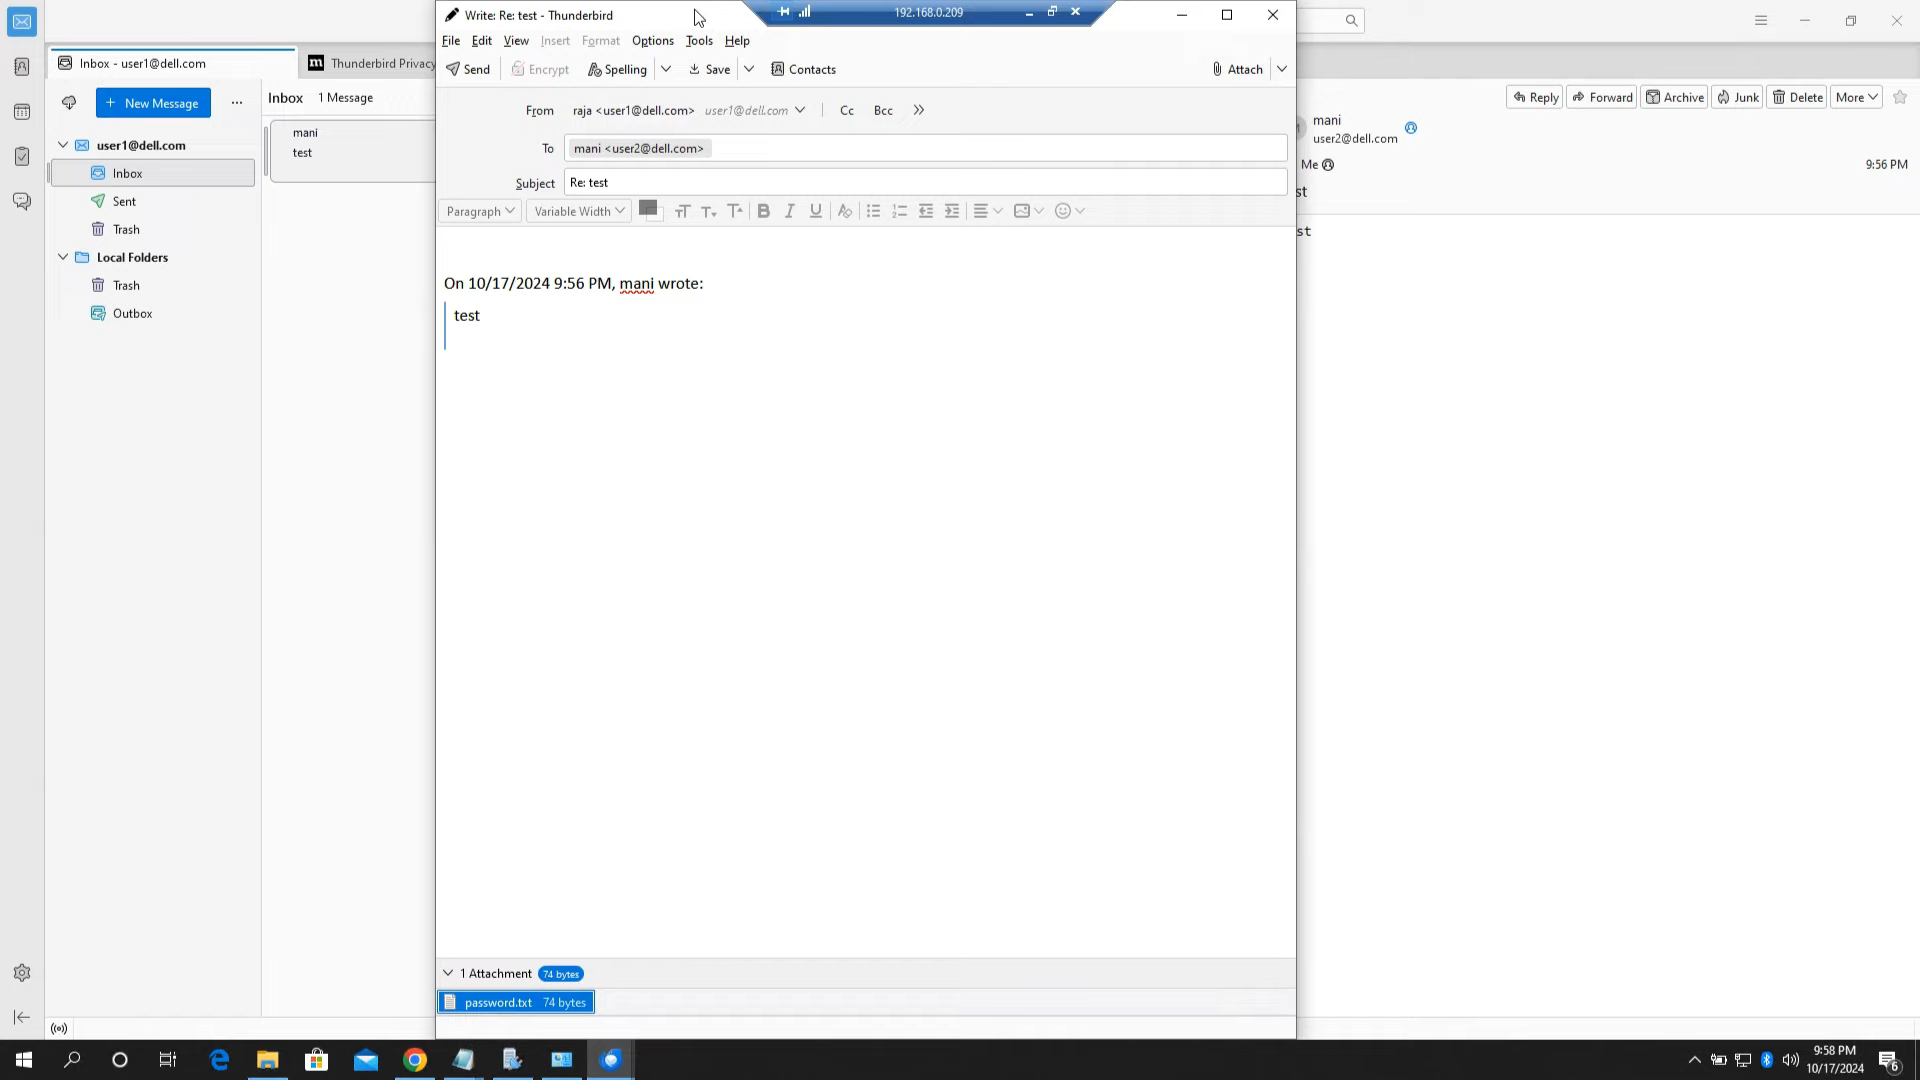 Write: Re: test - Thunderbird
192.168.0.209
File Edit View Insert Format Options Tools Help
Inbox - user1@dell.com
Thunderbird Privacy
Send Encrypt Spelling Save Contacts Attach
New Message
Inbox 1 Message
From raja <user1@dell.com> user1@dell.com Cc Bcc
Reply Forward Archive Junk Delete More
mani
test
To mani <user2@dell.com>
mani
user2@dell.com
Me
9:56 PM
user1@dell.com
Inbox
Sent
Trash
Local Folders
Trash
Outbox
Subject Re: test
st
Paragraph Variable Width
st
On 10/17/2024 9:56 PM, mani wrote:
test
1 Attachment 74 bytes
password.txt 74 bytes
9:58 PM
10/17/2024
6